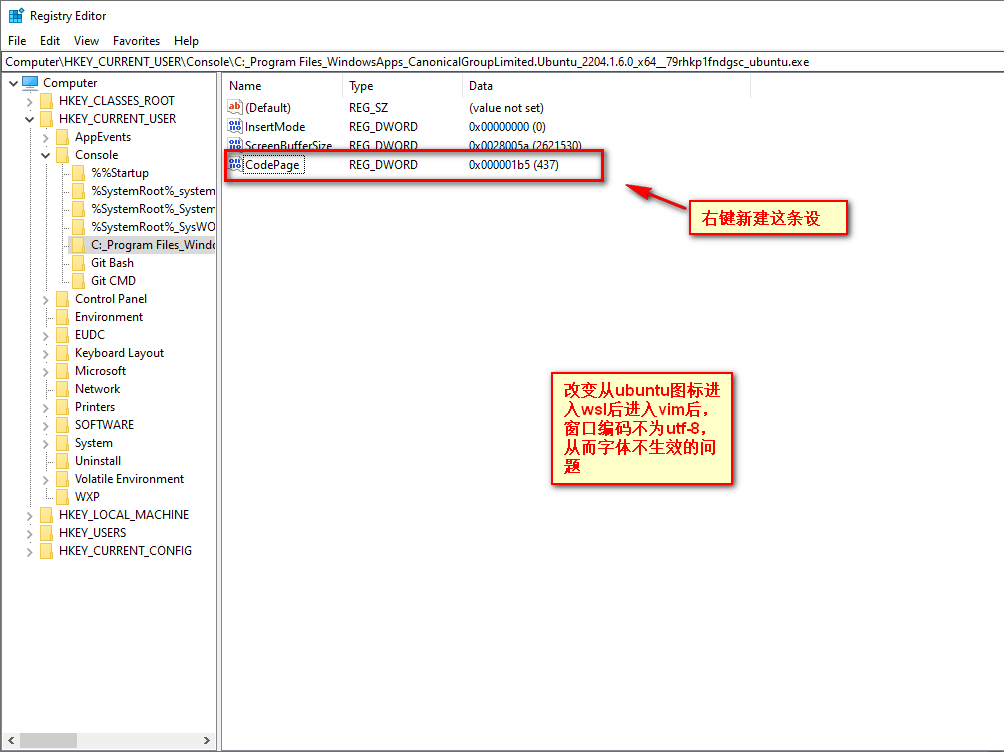 Registry Editor
File Edit View Favorites Help
Computer\HKEY_CURRENT_USER\Console\C:_Program Files_WindowsApps_CanonicalGroupLimited.Ubuntu_2204.1.6.0_x64__79rhkp1fndgsc_ubuntu.exe
Computer
HKEY_CLASSES_ROOT
HKEY_CURRENT_USER
AppEvents
Console
%%Startup
%SystemRoot%_system
%SystemRoot%_System
%SystemRoot%_SysWO
C:_Program Files_Windo
Git Bash
Git CMD
Control Panel
Environment
EUDC
Keyboard Layout
Microsoft
Network
Printers
SOFTWARE
System
Uninstall
Volatile Environment
WXP
HKEY_LOCAL_MACHINE
HKEY_USERS
HKEY_CURRENT_CONFIG
Name Type Data
(Default) REG_SZ (value not set)
InsertMode REG_DWORD 0x00000000 (0)
ScreenBufferSize REG_DWORD 0x0028005a (2621530)
CodePage REG_DWORD 0x000001b5 (437)
右键新建这条设
改变从ubuntu图标进
入wsl后进入vim后，
窗口编码不为utf-8，
从而字体不生效的问
题